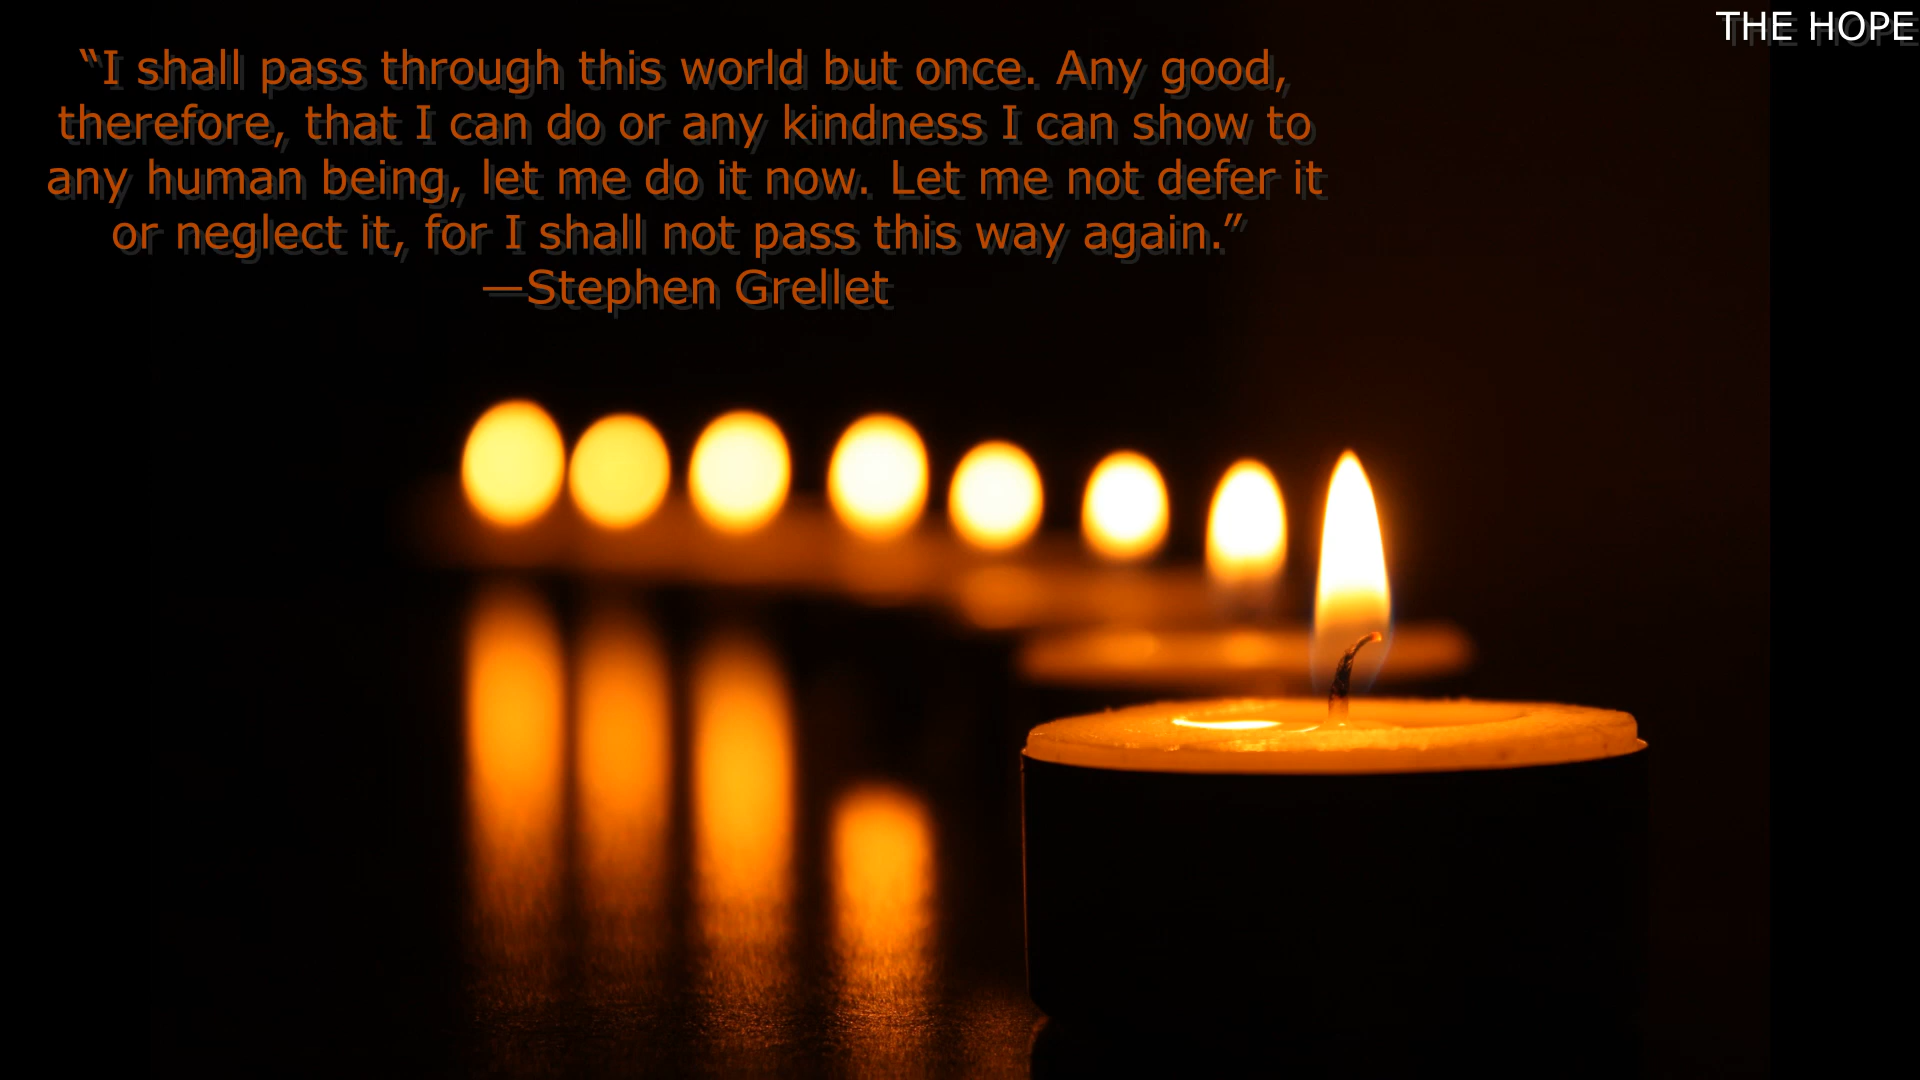 THE HOPE
“I shall pass through this world but once. Any good,
therefore, that I can do or any kindness I can show to
any human being, let me do it now. Let me not defer it
or neglect it, for I shall not pass this way again.”
—Stephen Grellet